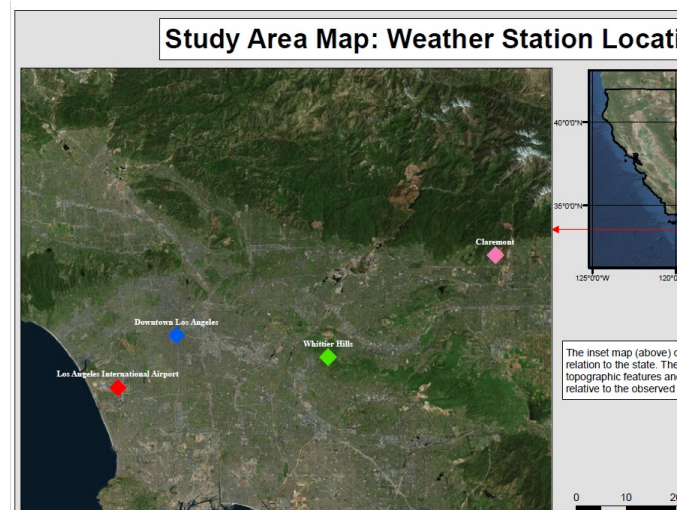 Study Area Map: Weather Station Locati
40°0'0"N
35°0'0"N
Claremont
125°0'0"W
120°0
Downtown Los Angeles
Whittier Hills
Los Angeles International Airport
The inset map (above) c
relation to the state. The
topographic features and
relative to the observed
0 10 20